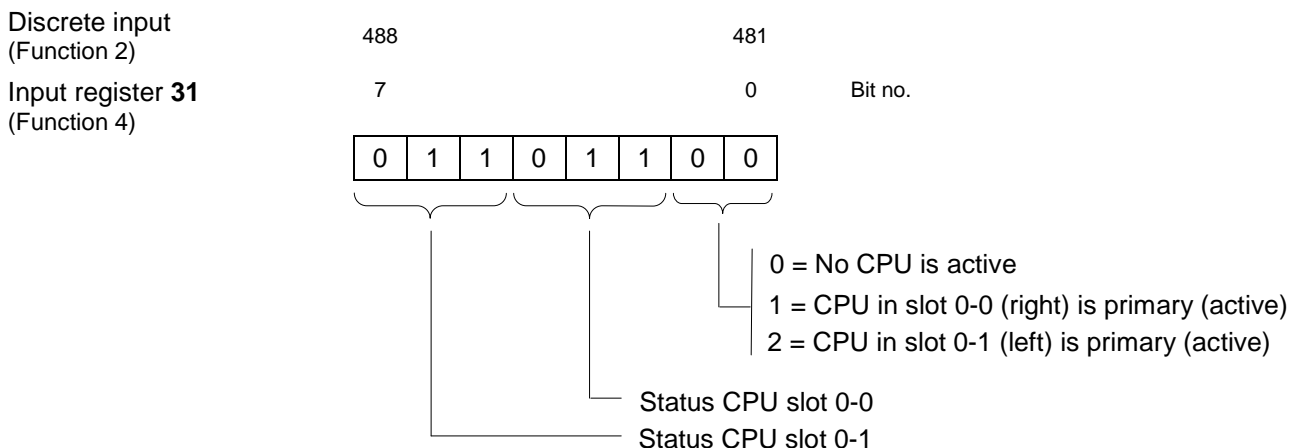 Discrete input
(Function 2)
488 481
Input register 31
(Function 4)
7 0 Bit no.
0 1 1 0 1 1 0 0
0 = No CPU is active
1 = CPU in slot 0-0 (right) is primary (active)
2 = CPU in slot 0-1 (left) is primary (active)
Status CPU slot 0-0
Status CPU slot 0-1